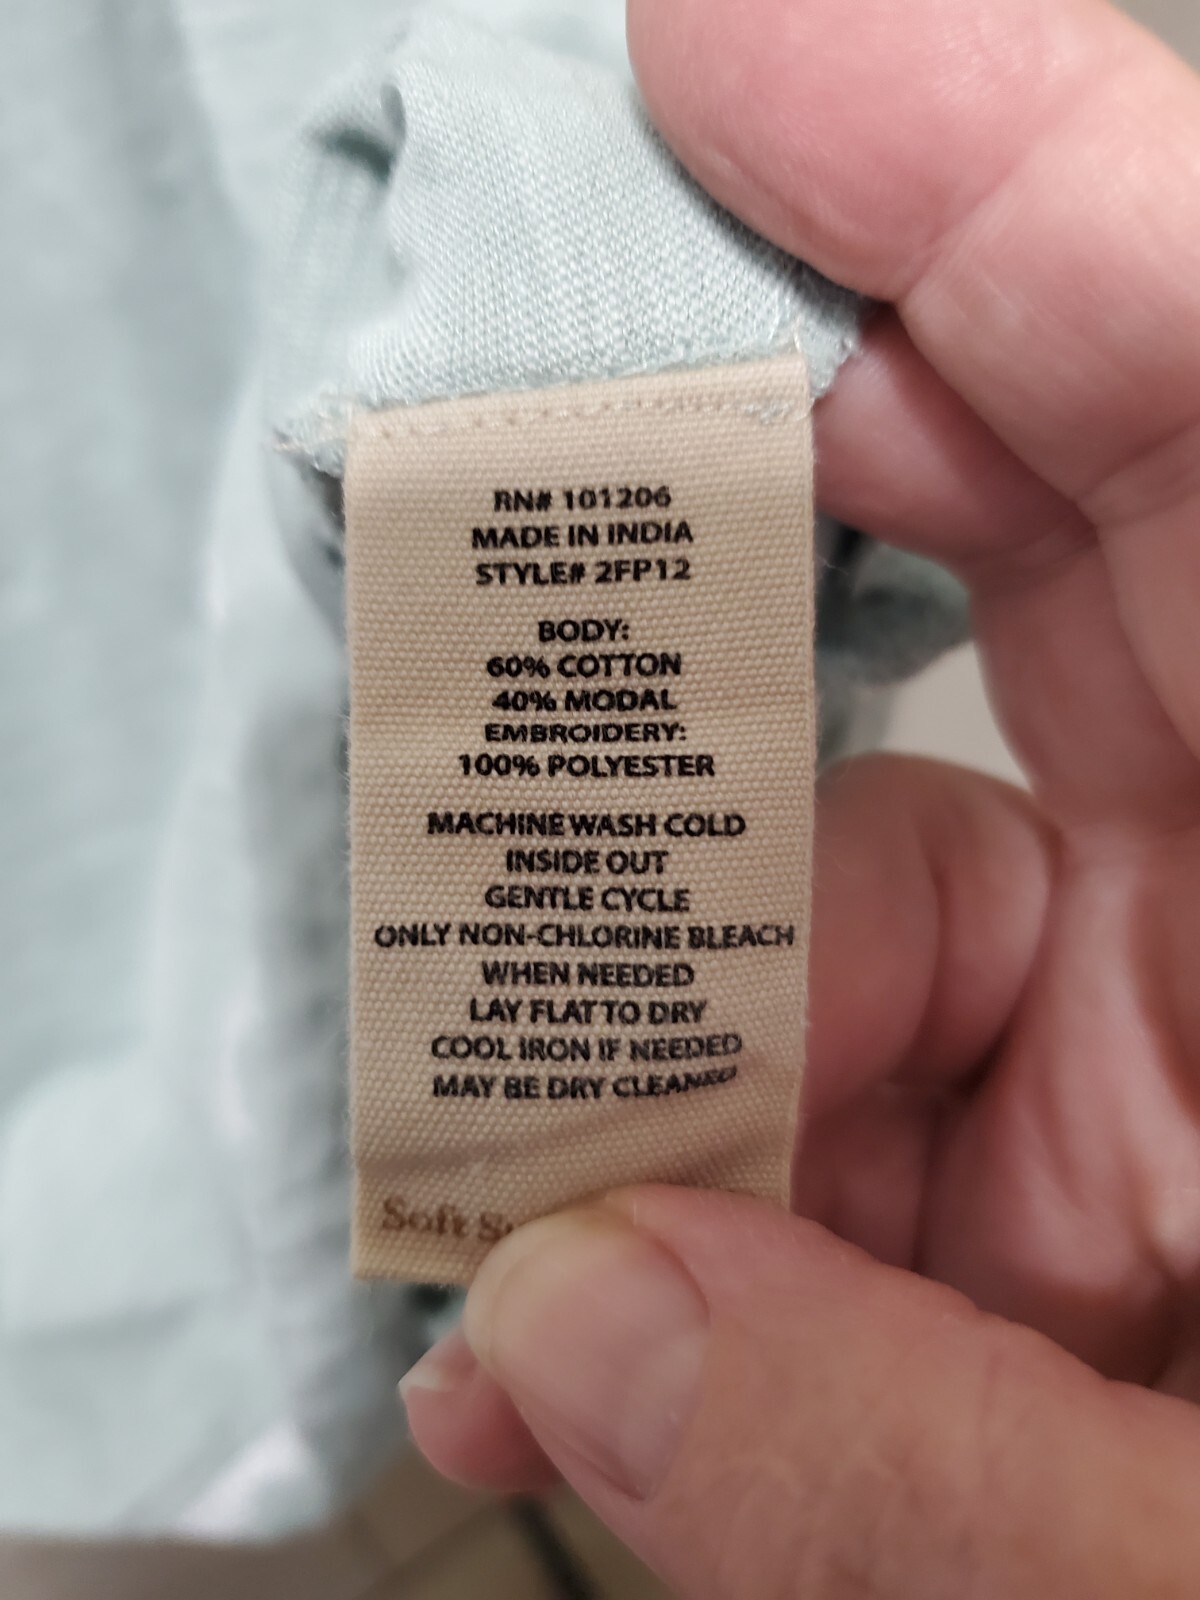 RN# 101206
MADE IN INDIA
STYLE# 2FP12
BODY:
60% COTTON
40% MODAL
EMBROIDERY:
100% POLYESTER
MACHINE WASH COLD
INSIDE OUT
GENTLE CYCLE
ONLY NON-CHLORINE BLEACH
WHEN NEEDED
LAY FLAT TO DRY
COOL IRON IF NEEDED
MAY BE DRY CLEANED
Soft